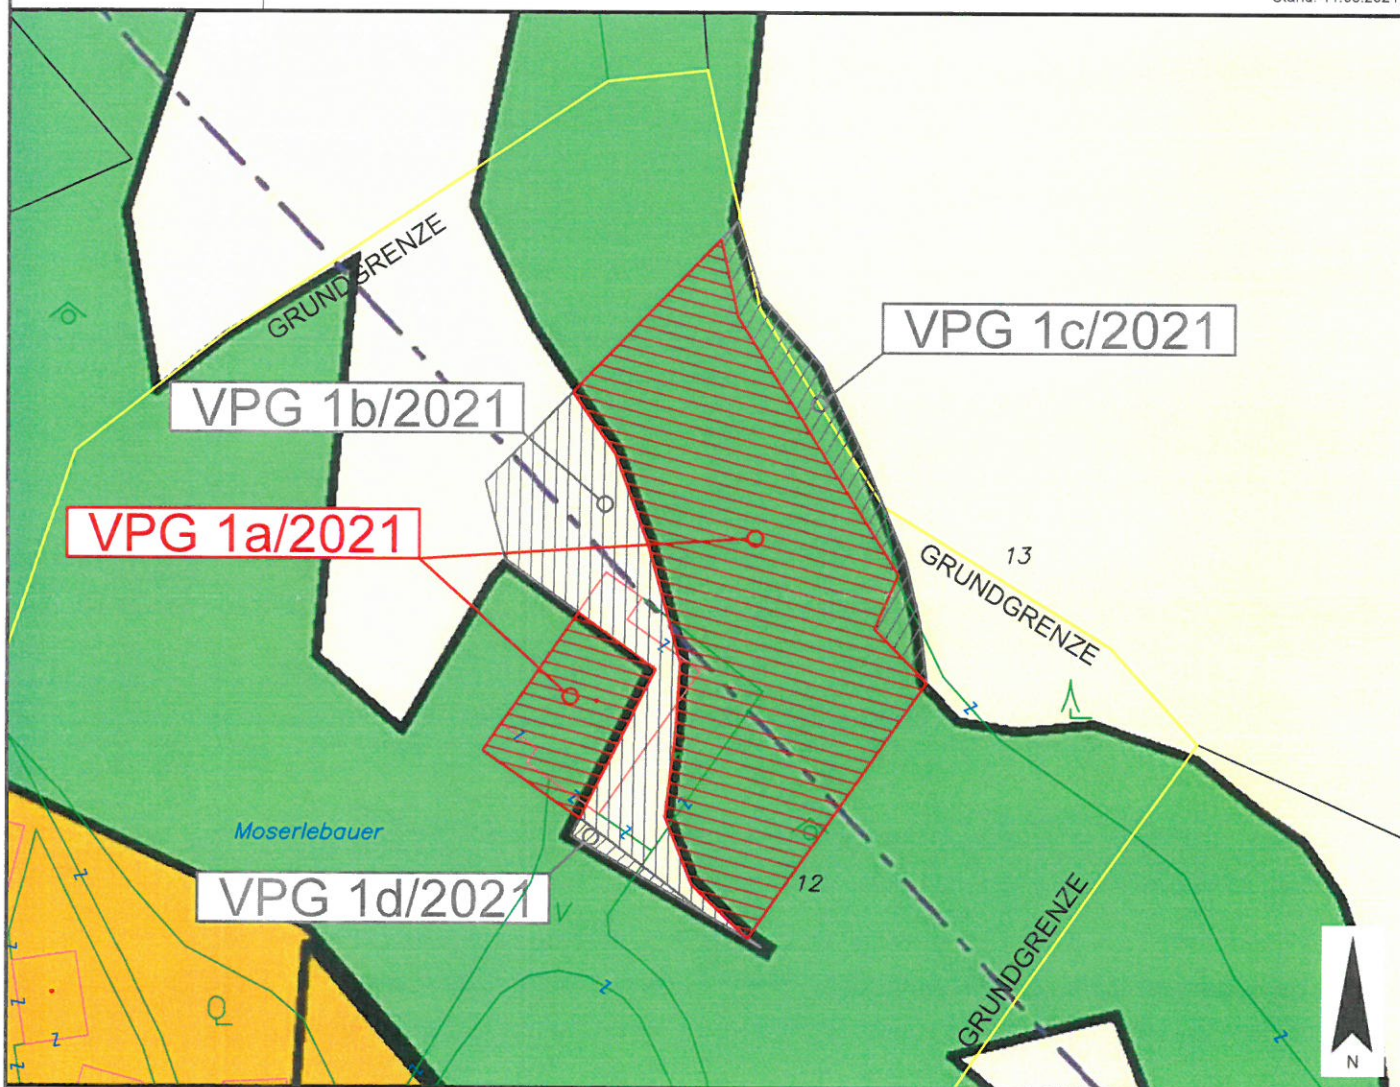 GRUNDGRENZE
VPG 1c/2021
VPG 1b/2021
VPG 1a/2021
13
GRUNDGRENZE
Moserlebauer
VPG 1d/2021
12
GRUNDGRENZE
N